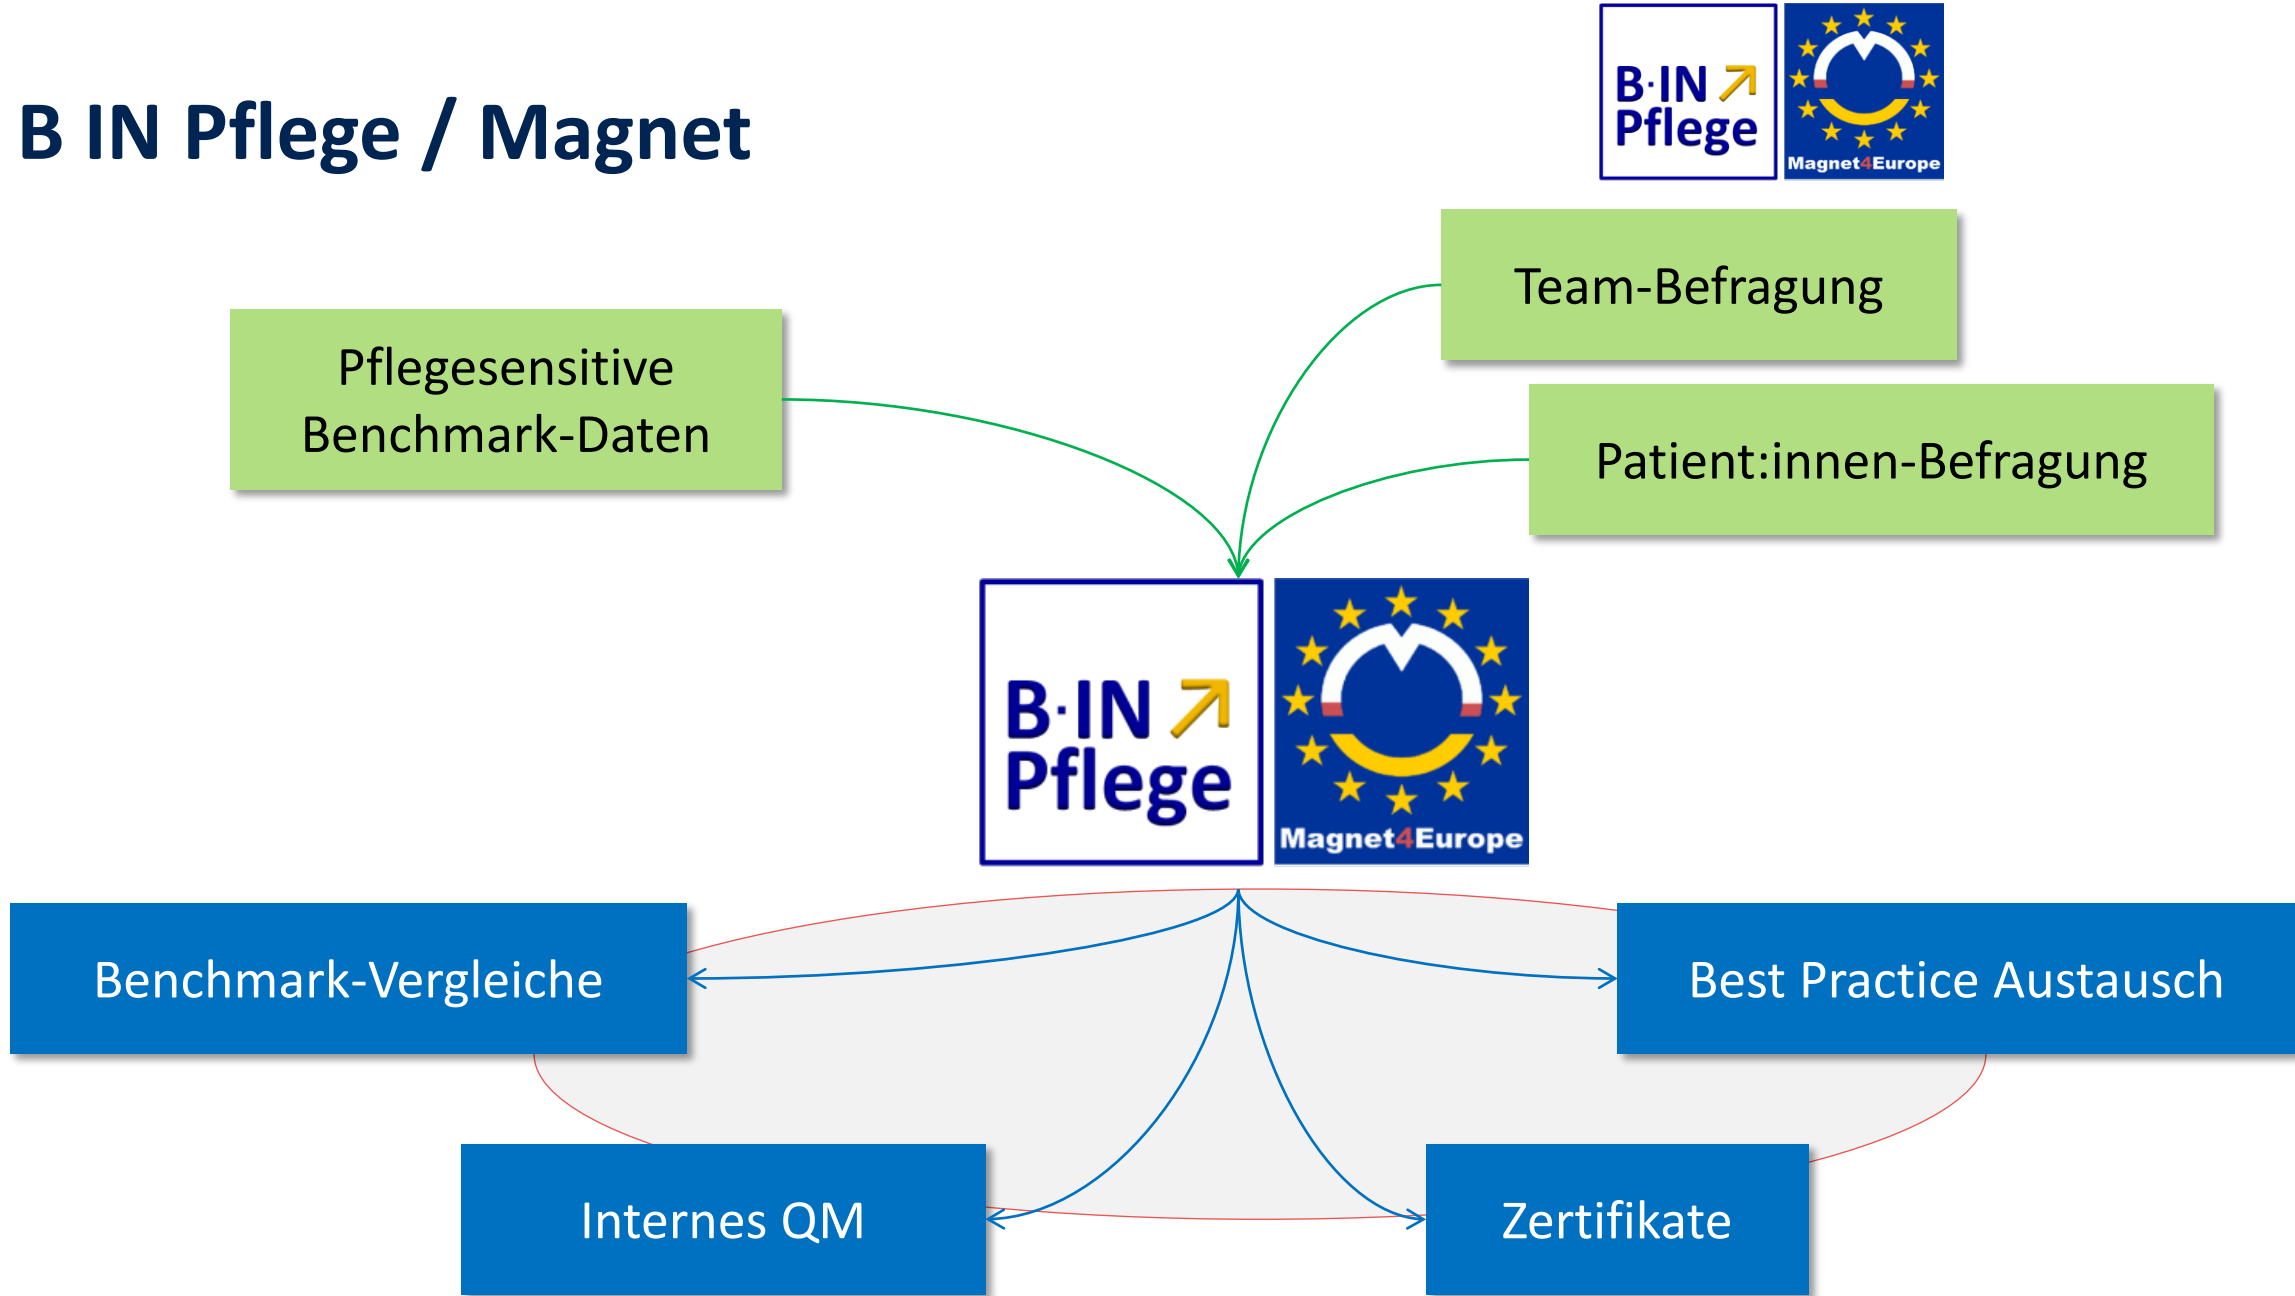 B·IN
Pflege
Magnet4Europe
B IN Pflege / Magnet
Team-Befragung
Pflegesensitive
Benchmark-Daten
Patient:innen-Befragung
B·IN
Pflege
Magnet4Europe
Benchmark-Vergleiche
Best Practice Austausch
Internes QM
Zertifikate